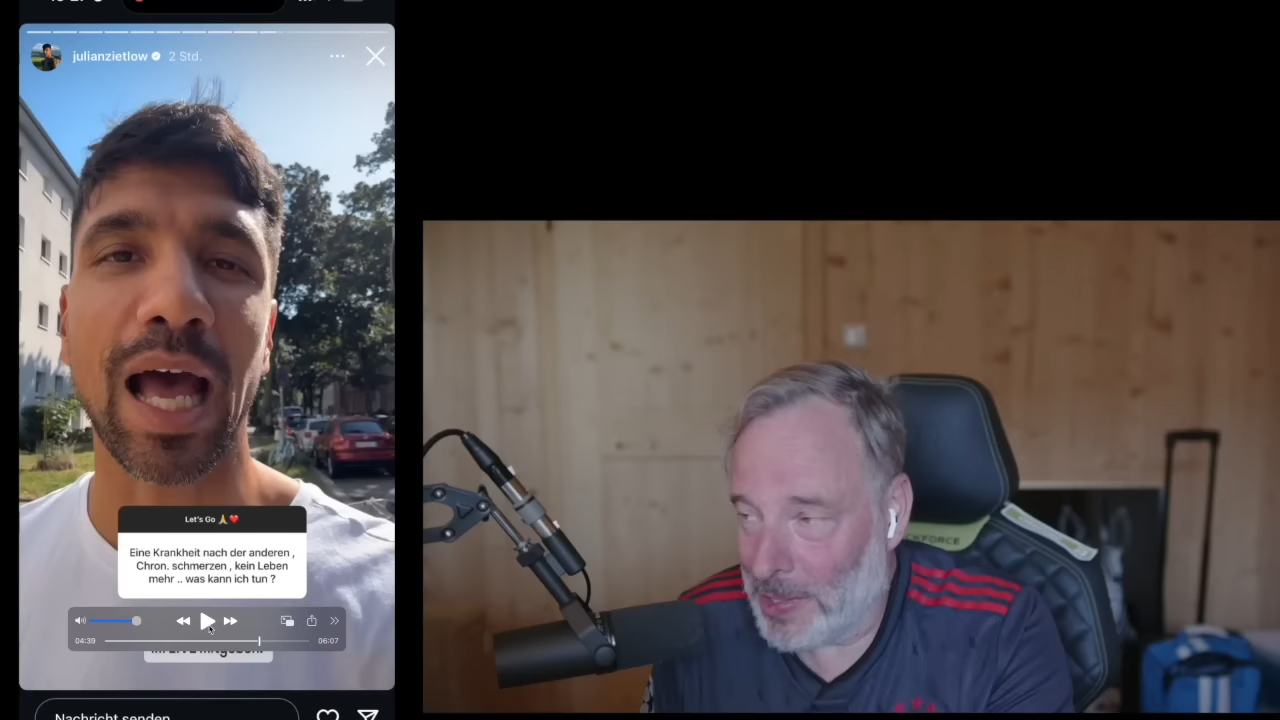 julianzietlow 2 Std.
Let's Go 🙏❤️
Eine Krankheit nach der anderen ,
Chron. schmerzen , kein Leben
mehr .. was kann ich tun ?
04:39 06:07
Nachricht senden